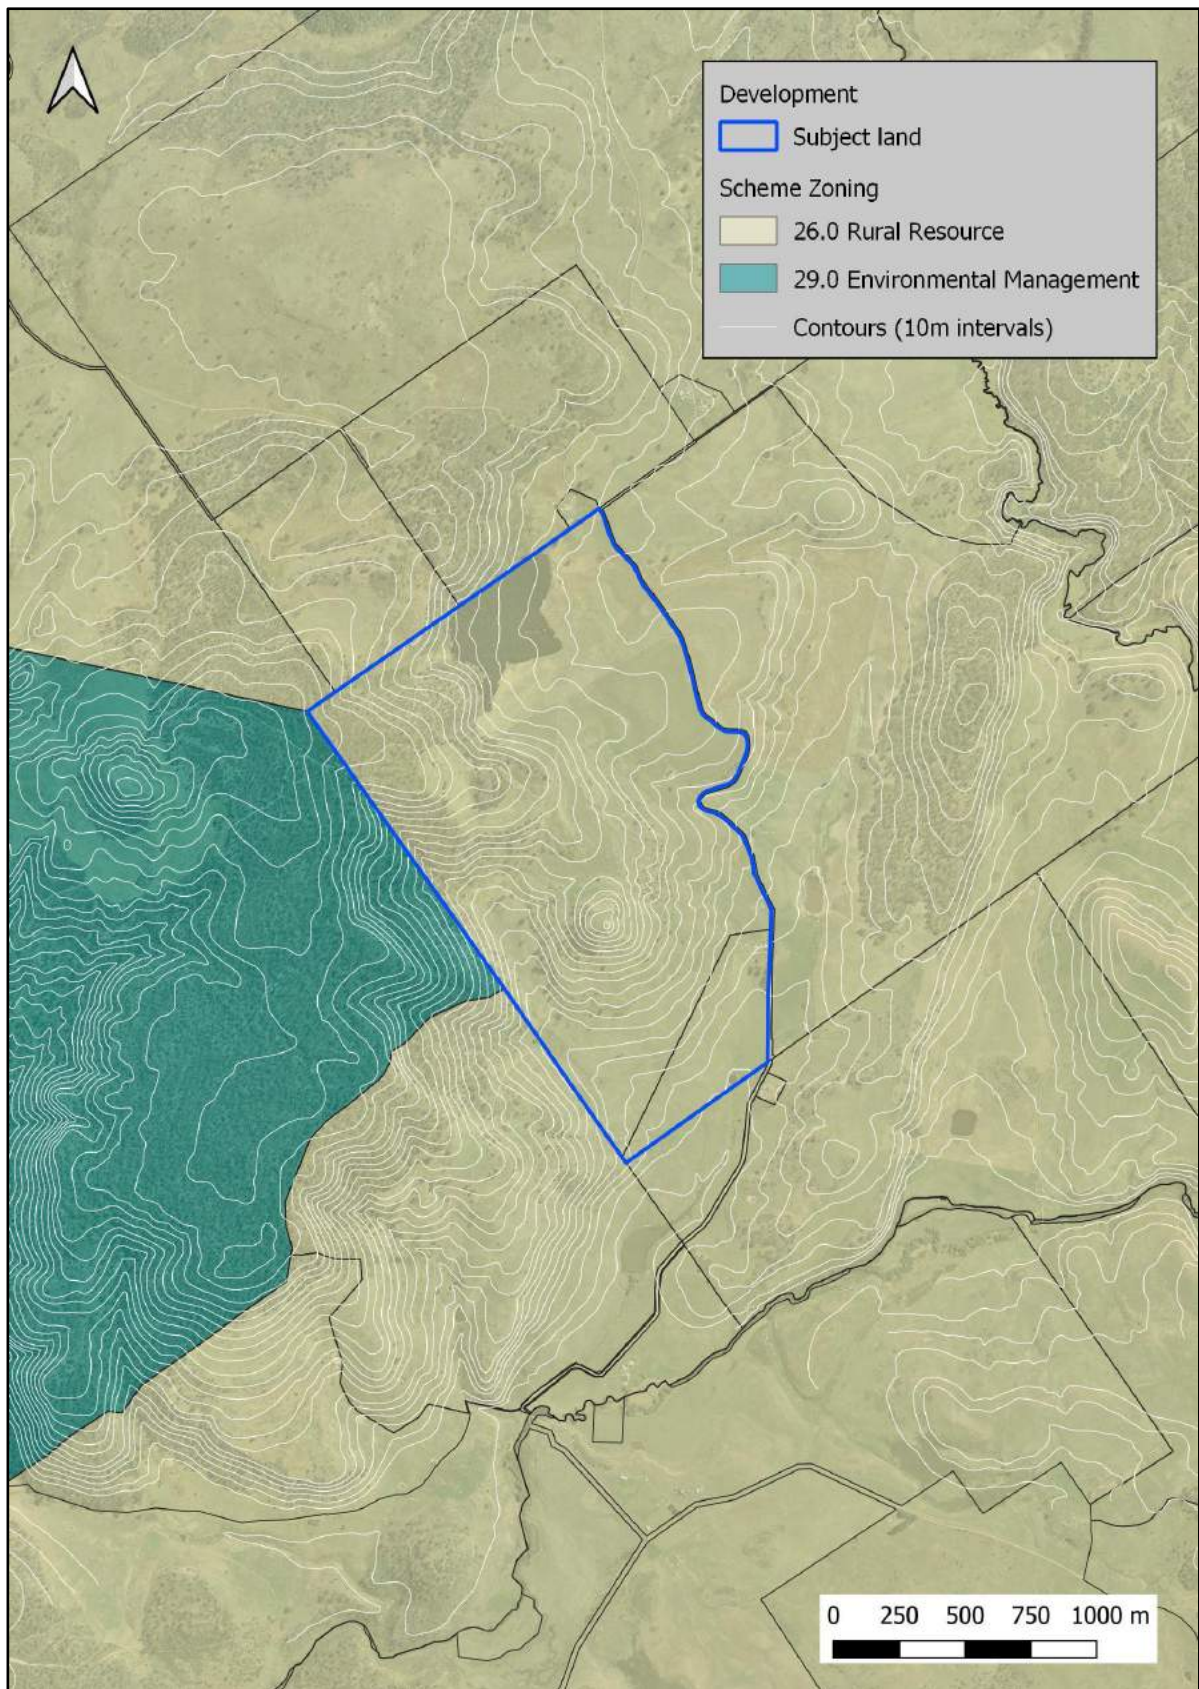 Development
Subject land
Scheme Zoning
26.0 Rural Resource
29.0 Environmental Management
Contours (10m intervals)
0 250 500 750 1000 m